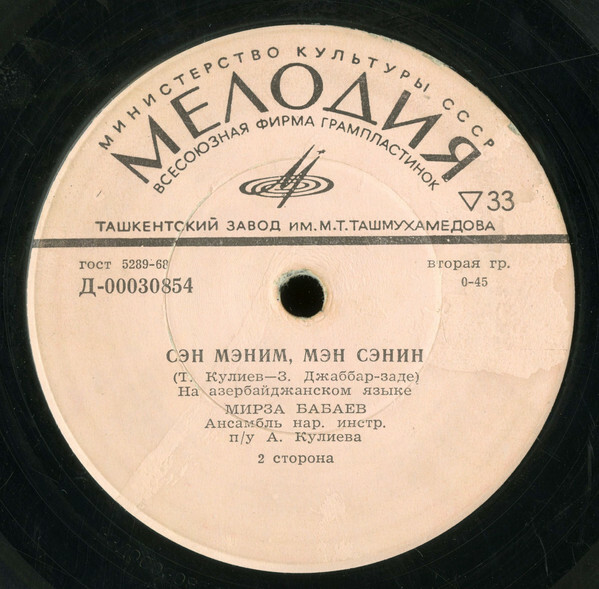 МИНИСТЕРСТВО КУЛЬТУРЫ СССР
МЕЛОДИЯ
ВСЕСОЮЗНАЯ ФИРМА ГРАМПЛАСТИНОК
▽33
ТАШКЕНТСКИЙ ЗАВОД ИМ. М.Т. ТАШМУХАМЕДОВА
гост 5289-68
вторая гр.
Д-00030854
0-45
СЭН МЭНИМ, МЭН СЭНИН
(Т. Кулиев—З. Джаббар-заде)
На азербайджанском языке
МИРЗА БАБАЕВ
Ансамбль нар. инстр.
п/у А. Кулиева
2 сторона